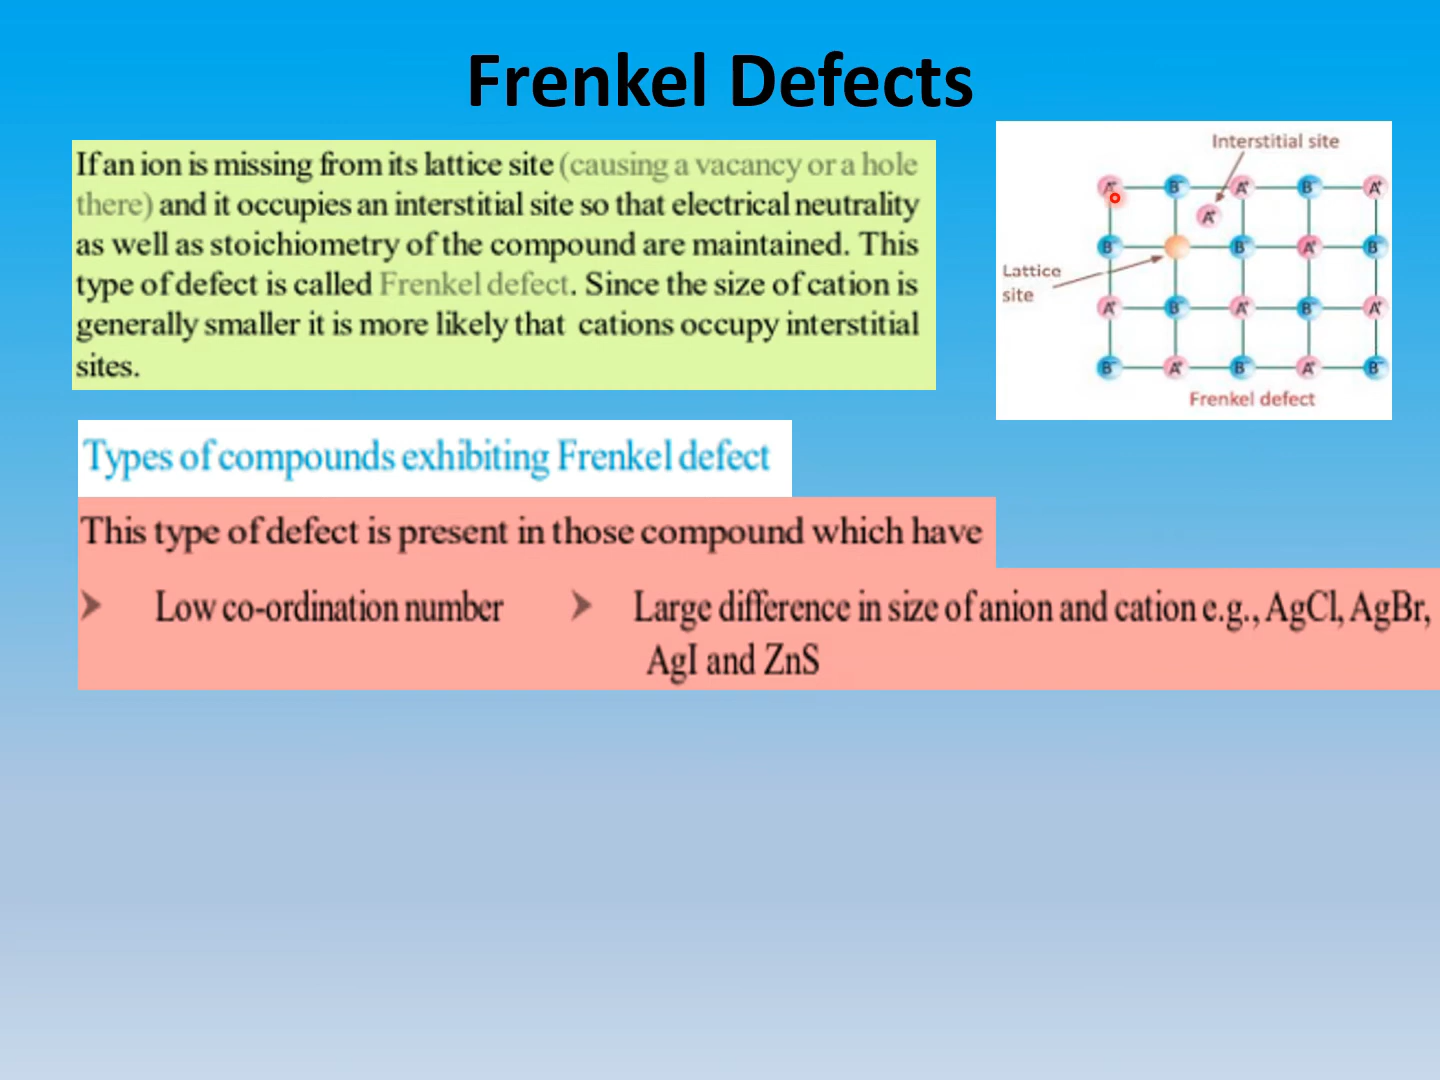 Frenkel Defects
If an ion is missing from its lattice site (causing a vacancy or a hole
there) and it occupies an interstitial site so that electrical neutrality
as well as stoichiometry of the compound are maintained. This
type of defect is called Frenkel defect. Since the size of cation is
generally smaller it is more likely that cations occupy interstitial
sites.
Interstitial site
A⁺ B⁻ A⁺ B⁻ A⁺
A⁺
B⁻ B⁻ A⁺ B⁻
Lattice
site
A⁺ B⁻ A⁺ B⁻ A⁺
B⁻ A⁺ B⁻ A⁺ B⁻
Frenkel defect
Types of compounds exhibiting Frenkel defect
This type of defect is present in those compound which have
➤ Low co-ordination number ➤ Large difference in size of anion and cation e.g., AgCl, AgBr,
AgI and ZnS